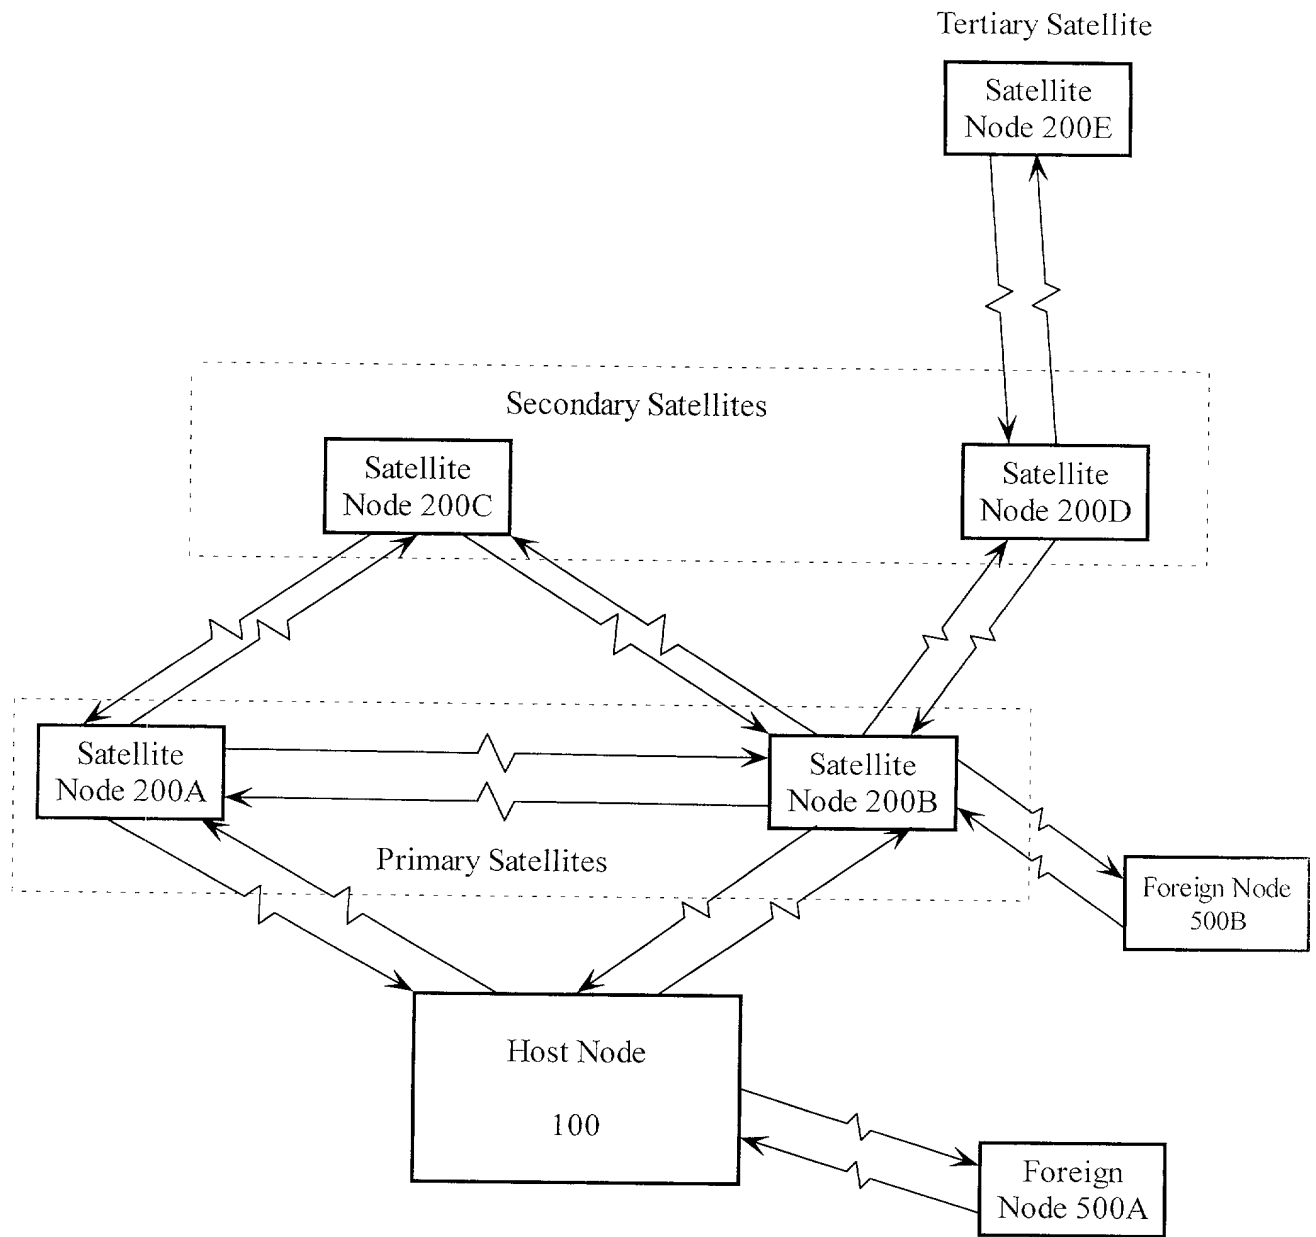 Tertiary Satellite
Satellite
Node 200E
Secondary Satellites
Satellite
Node 200C
Satellite
Node 200D
Satellite
Node 200A
Satellite
Node 200B
Primary Satellites
Foreign Node
500B
Host Node
100
Foreign
Node 500A